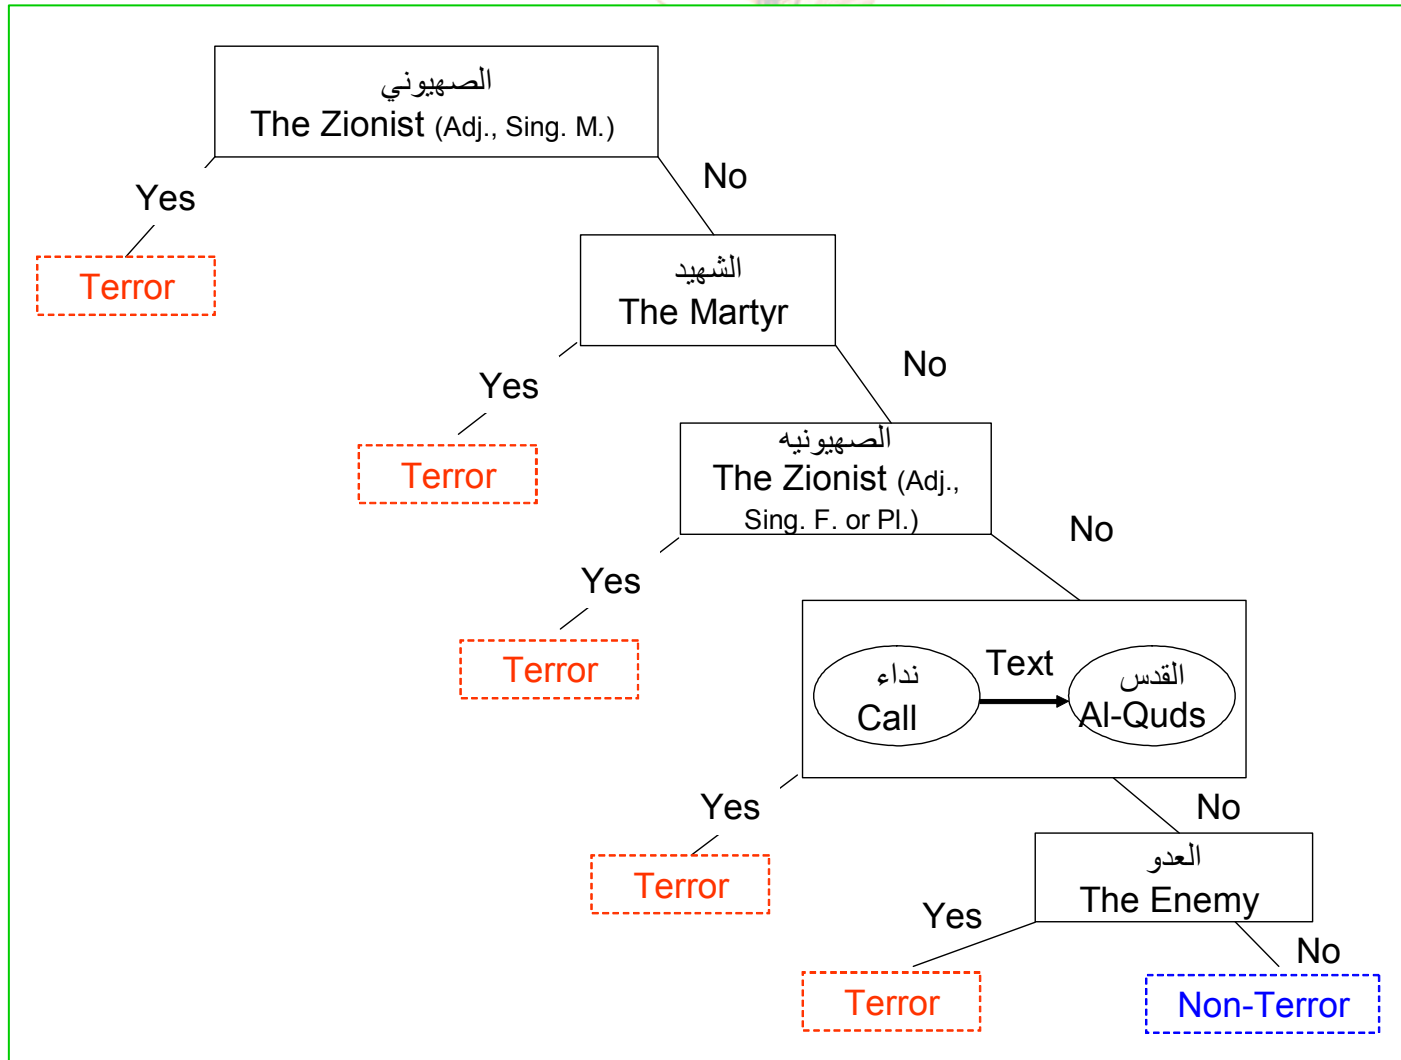 الصهيوني
The Zionist (Adj., Sing. M.)
Yes
No
Terror
الشهيد
The Martyr
Yes
No
Terror
الصهيونيه
The Zionist (Adj.,
Sing. F. or Pl.)
Yes
No
Terror
نداء
Call
Text
القدس
Al-Quds
Yes
No
Terror
العدو
The Enemy
Yes
No
Terror
Non-Terror